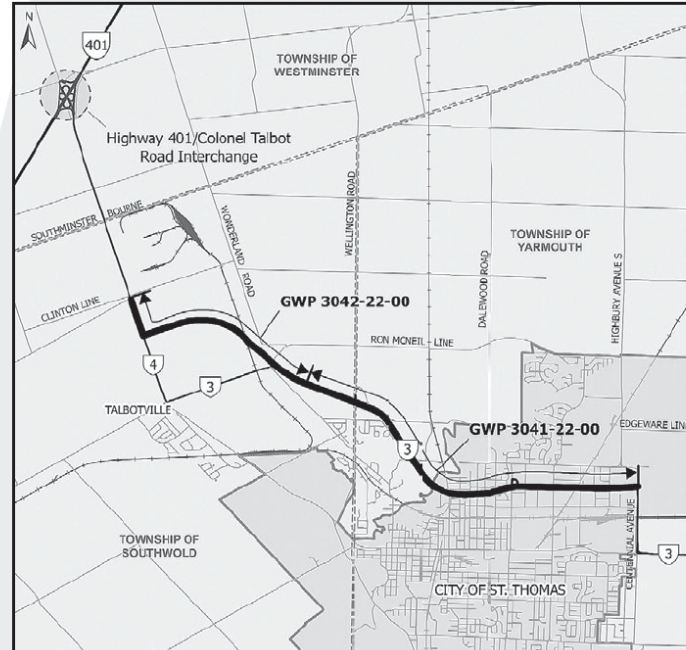 N
401
TOWNSHIP OF
WESTMINSTER
Highway 401/Colonel Talbot
Road Interchange
SOUTHMINSTER BOURNE
WONDERLAND ROAD
WELLINGTON ROAD
TOWNSHIP OF
YARMOUTH
DALEWOOD ROAD
HIGHBURY AVENUE S
CLINTON LINE
GWP 3042-22-00
RON MCNEIL LINE
4
3
TALBOTVILLE
EDGEWARE LINE
GWP 3041-22-00
3
TOWNSHIP OF
SOUTHWOLD
CENTENNIAL AVENUE
3
CITY OF ST. THOMAS